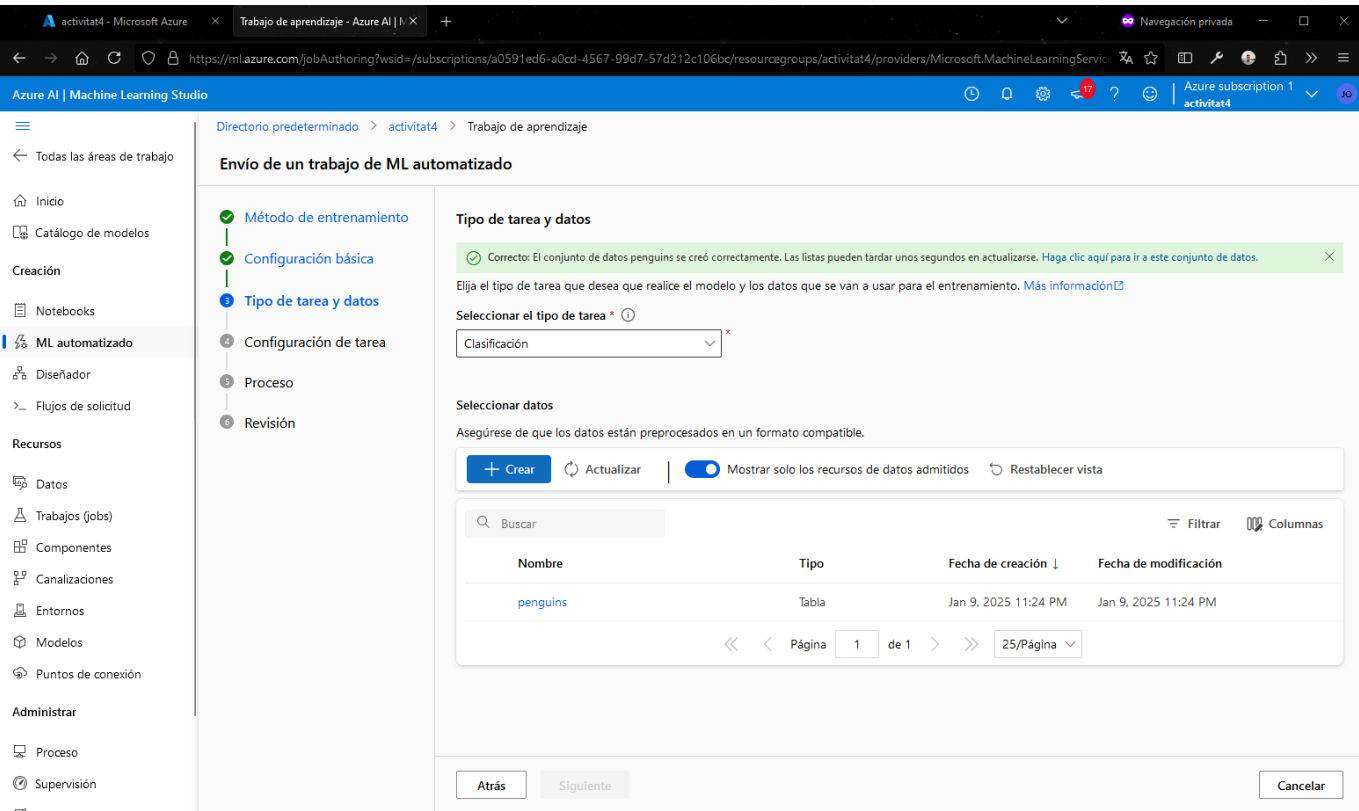 activitat4 - Microsoft Azure
Trabajo de aprendizaje - Azure AI | M
Navegación privada
https://ml.azure.com/jobAuthoring?wsid=/subscriptions/a0591ed6-a0cd-4567-99d7-57d212c106bc/resourcegroups/activitat4/providers/Microsoft.MachineLearningService
Azure AI | Machine Learning Studio
17
Azure subscription 1
activitat4
JO
Directorio predeterminado > activitat4 > Trabajo de aprendizaje
Todas las áreas de trabajo
Inicio
Catálogo de modelos
Creación
Notebooks
ML automatizado
Diseñador
Flujos de solicitud
Recursos
Datos
Trabajos (jobs)
Componentes
Canalizaciones
Entornos
Modelos
Puntos de conexión
Administrar
Proceso
Supervisión
Envío de un trabajo de ML automatizado
Método de entrenamiento
Configuración básica
3 Tipo de tarea y datos
4 Configuración de tarea
5 Proceso
6 Revisión
Tipo de tarea y datos
Correcto: El conjunto de datos penguins se creó correctamente. Las listas pueden tardar unos segundos en actualizarse. Haga clic aquí para ir a este conjunto de datos.
Elija el tipo de tarea que desea que realice el modelo y los datos que se van a usar para el entrenamiento. Más información
Seleccionar el tipo de tarea *
Clasificación *
Seleccionar datos
Asegúrese de que los datos están preprocesados en un formato compatible.
Crear Actualizar Mostrar solo los recursos de datos admitidos Restablecer vista
Buscar Filtrar Columnas
Nombre Tipo Fecha de creación ↓ Fecha de modificación
penguins Tabla Jan 9, 2025 11:24 PM Jan 9, 2025 11:24 PM
Página 1 de 1 25/Página
Atrás Siguiente Cancelar